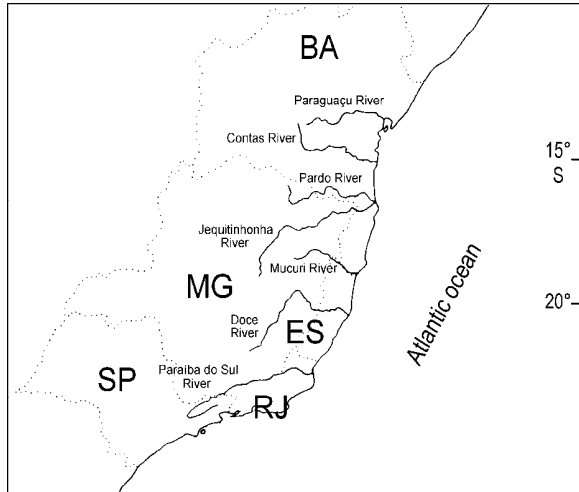 BA
Paraguaçu River
Contas River
15°
S
Pardo River
Jequitinhonha
River
Mucuri River
MG
20°
Doce
River
ES
Atlantic ocean
Paraiba do Sul
River
SP
RJ